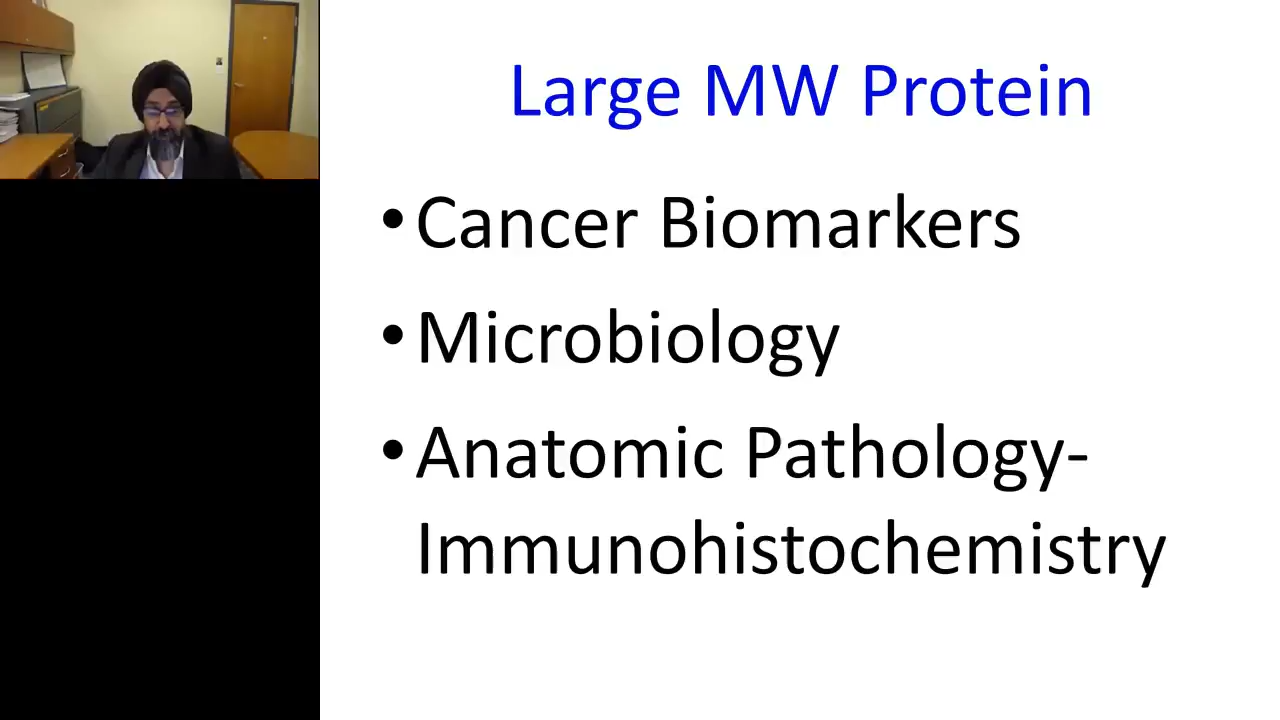 Large MW Protein
•Cancer Biomarkers
•Microbiology
•Anatomic Pathology-
Immunohistochemistry